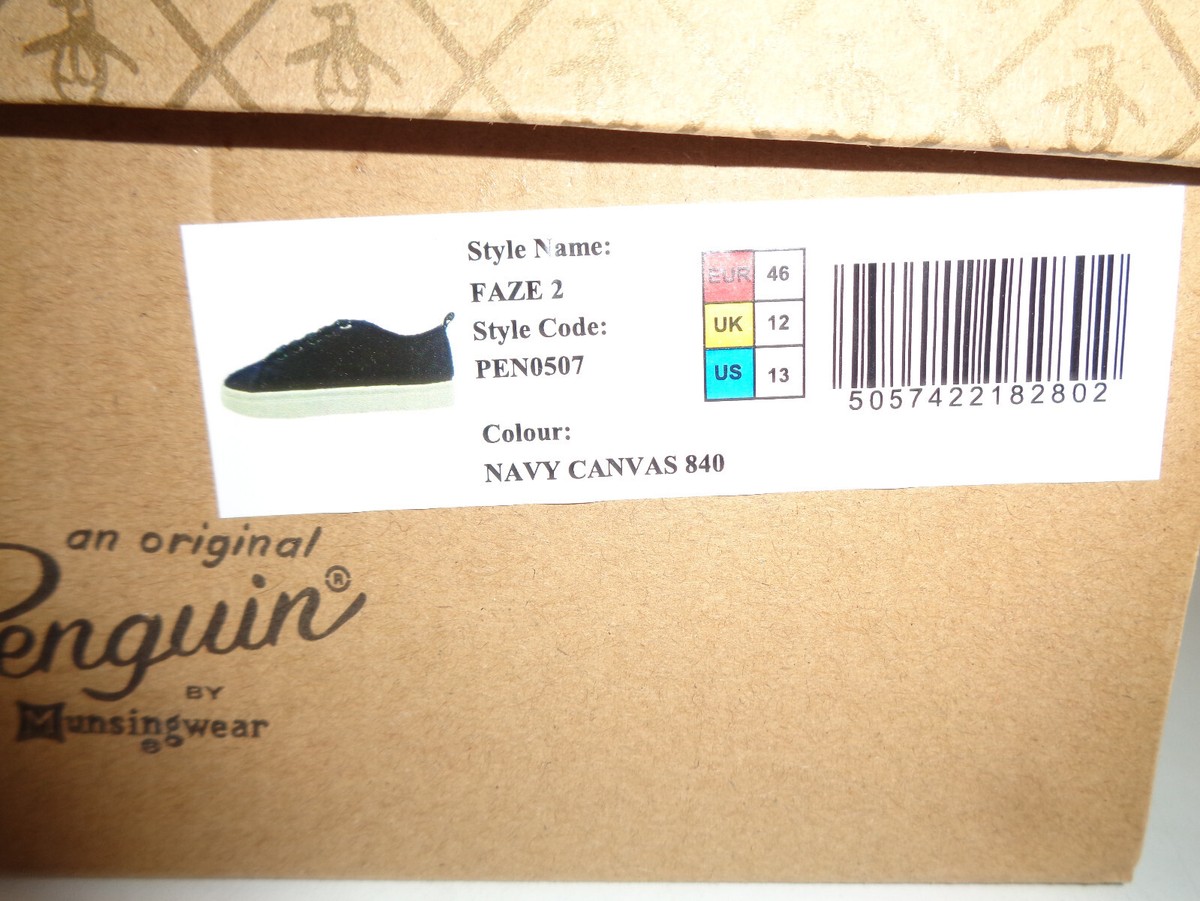 Style Name:
FAZE 2
Style Code:
PEN0507
Colour:
NAVY CANVAS 840
EUR 46
UK 12
US 13
5057422182802
an original
Penguin®
BY
Munsingwear
®